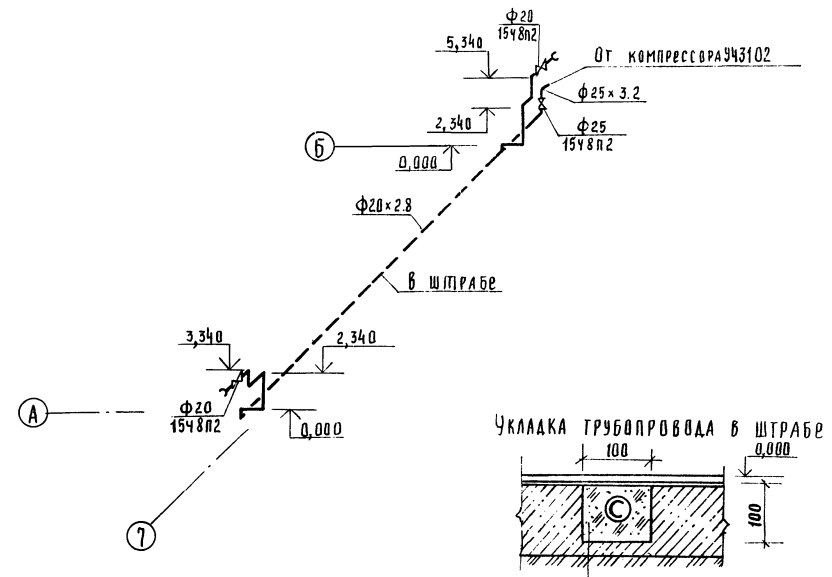 ф20
15ч8п2
5,340
От компрессора УЧ3102
ф25×3.2
2,340
ф25
15ч8п2
Б
0,000
ф20×2.8
В штрабе
3,340
2,340
А
ф20
15ч8п2
0,000
Укладка трубопровода в штрабе
100
0,000
С
100
7